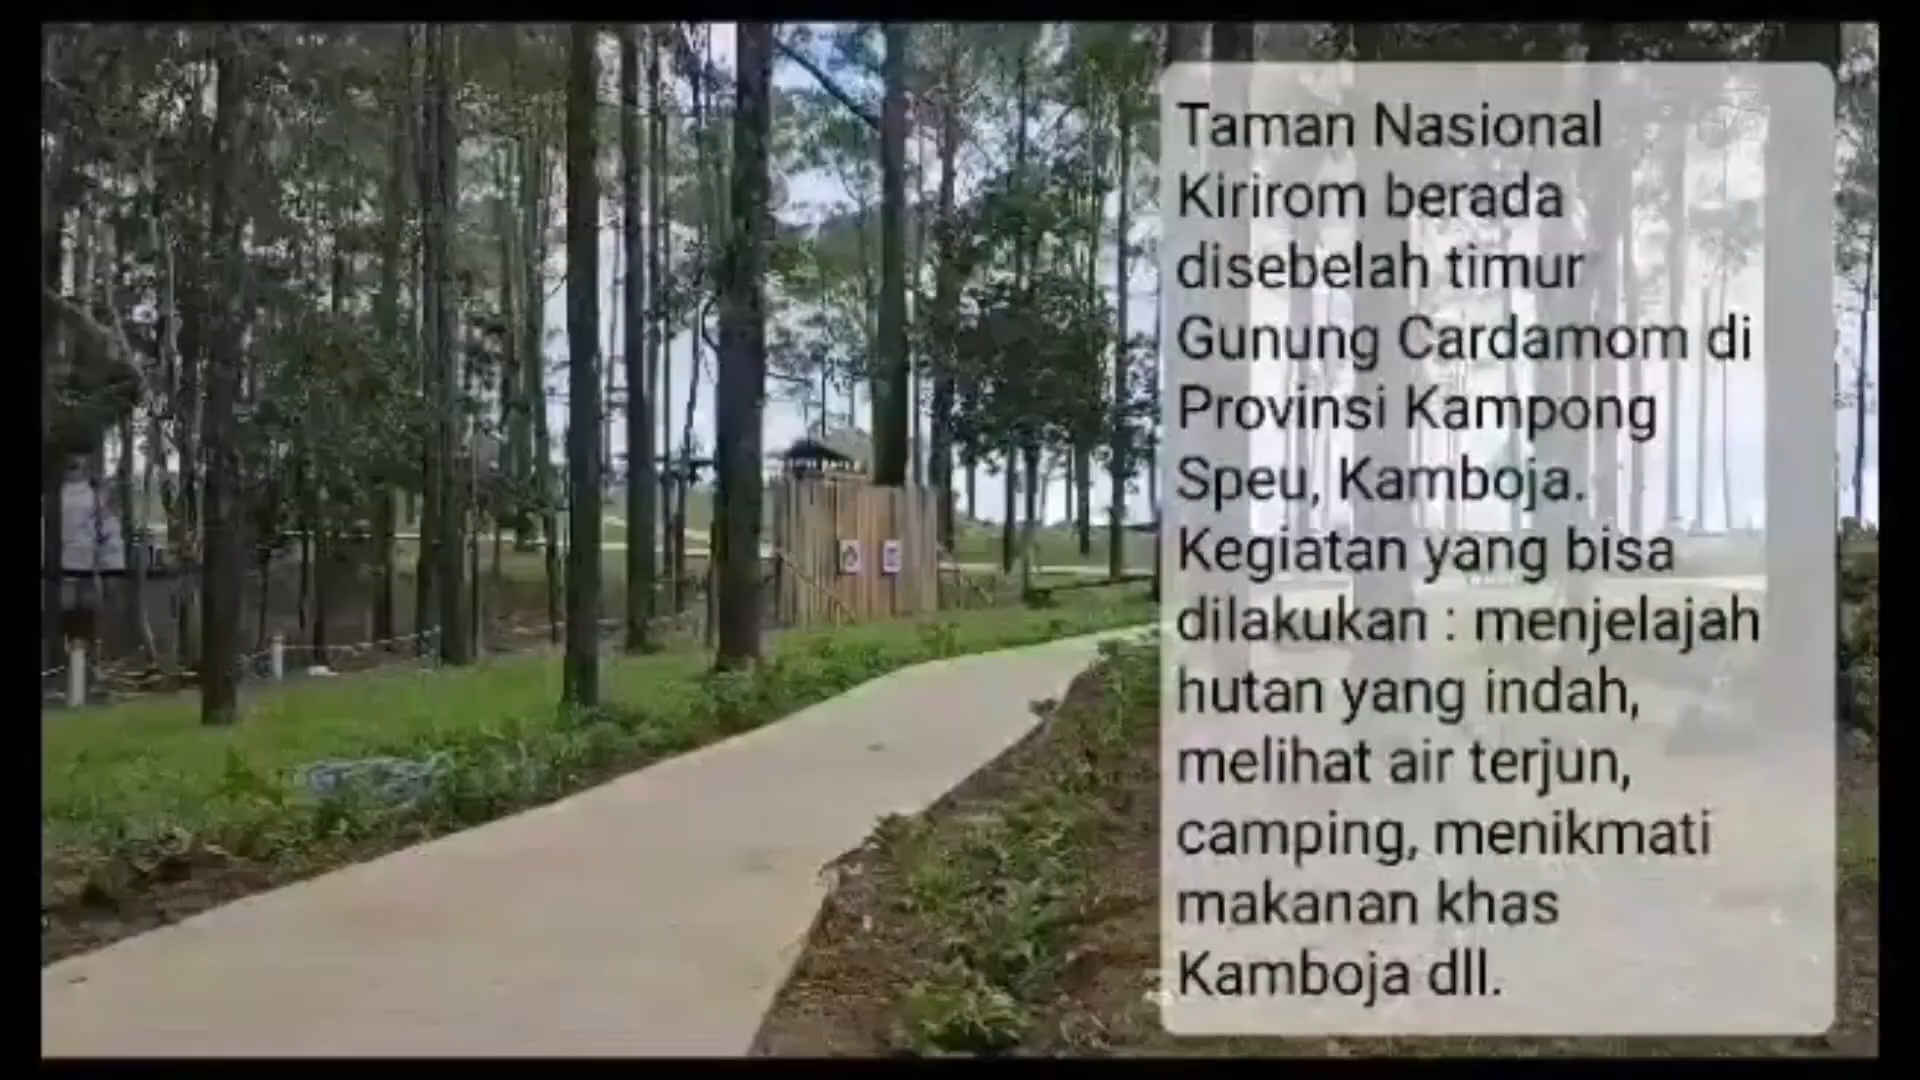 Taman Nasional
Kirirom berada
disebelah timur
Gunung Cardamom di
Provinsi Kampong
Speu, Kamboja.
Kegiatan yang bisa
dilakukan : menjelajah
hutan yang indah,
melihat air terjun,
camping, menikmati
makanan khas
Kamboja dll.